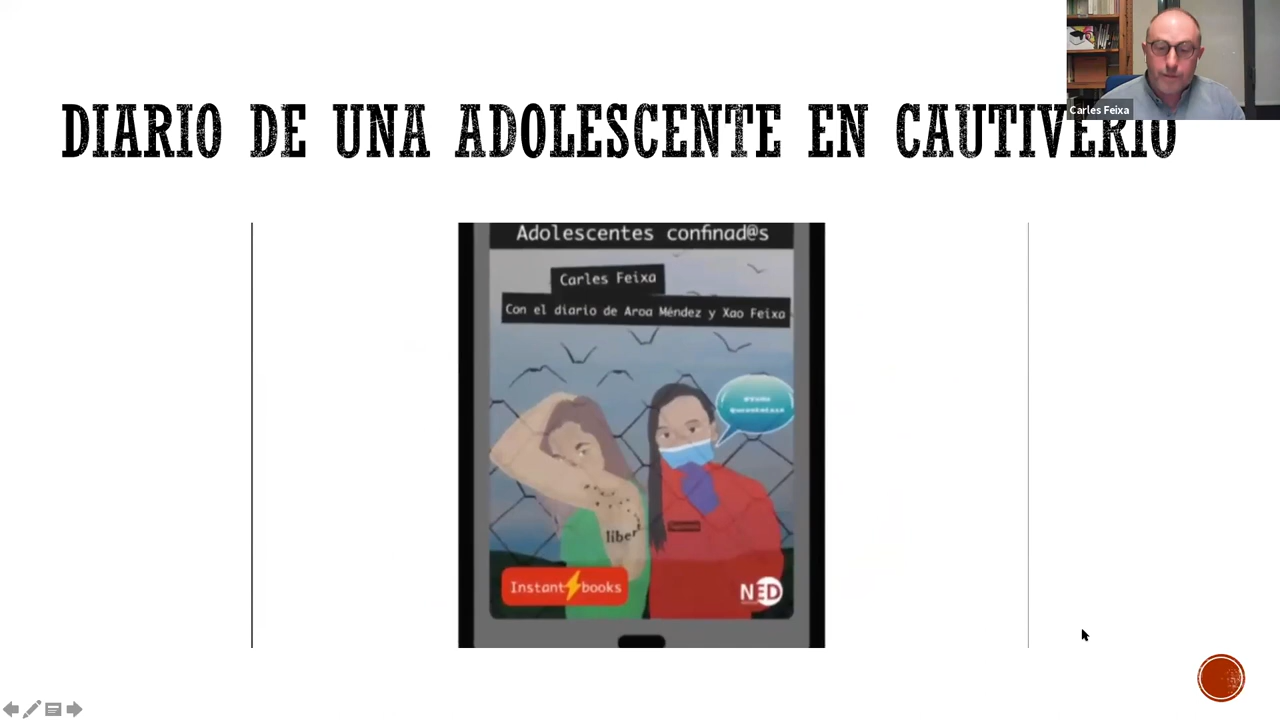 DIARIO DE UNA ADOLESCENTE EN CAUTIVERIO
Carles Feixa
Adolescentes confinad@s
Carles Feixa
Con el diario de Aroa Méndez y Xao Feixa
liber
Instant books
NED